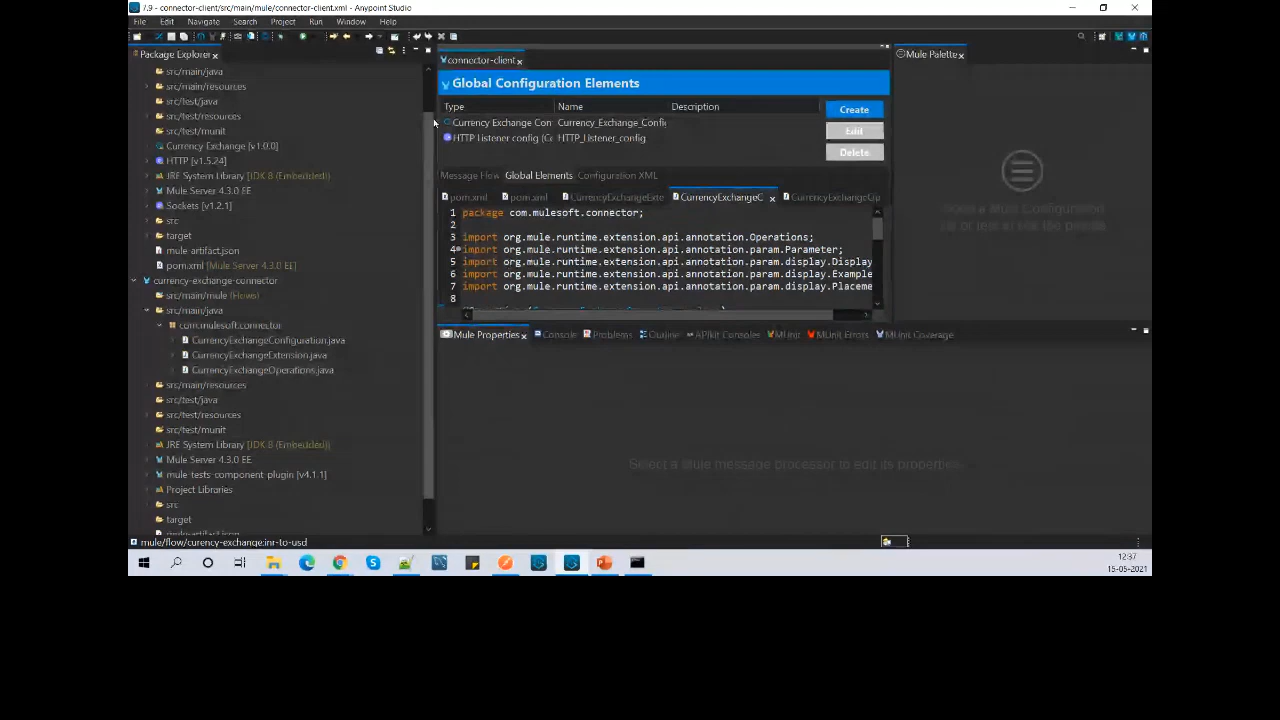 7.9 - connector-client/src/main/mule/connector-client.xml - Anypoint Studio
File Edit Navigate Search Project Run Window Help
Package Explorer
src/main/java
src/main/resources
src/test/java
src/test/resources
src/test/munit
Currency Exchange [v1.0.0]
HTTP [v1.5.24]
JRE System Library [JDK 8 (Embedded)]
Mule Server 4.3.0 EE
Sockets [v1.2.1]
src
target
mule artifact.json
pom.xml [Mule Server 4.3.0 EE]
currency-exchange-connector
src/main/mule (Flows)
src/main/java
com.mulesoft.connector
CurrencyExchangeConfiguration.java
CurrencyExchangeExtension.java
CurrencyExchangeOperations.java
src/main/resources
src/test/java
src/test/resources
src/test/munit
JRE System Library [JDK 8 (Embedded)]
Mule Server 4.3.0 EE
mule tests component plugin [v4.1.1]
Project Libraries
src
target
connector-client
Global Configuration Elements
Type Name Description
Currency Exchange Con Currency_Exchange_Config
HTTP Listener config (Co HTTP_Listener_config
Create
Edit
Delete
Message Flow Global Elements Configuration XML
pom.xml pom.xml CurrencyExchangeExte CurrencyExchangeC CurrencyExchangeOp
1 package com.mulesoft.connector;
2
3 import org.mule.runtime.extension.api.annotation.Operations;
4 import org.mule.runtime.extension.api.annotation.param.Parameter;
5 import org.mule.runtime.extension.api.annotation.param.display.Display
6 import org.mule.runtime.extension.api.annotation.param.display.Example
7 import org.mule.runtime.extension.api.annotation.param.display.Placeme
8
Mule Palette
Mule Properties Console Problems Outline APIkit Consoles MUnit MUnit Errors MUnit Coverage
Select a Mule message processor to edit its properties.
mule/flow/curency-exchange:inr-to-usd
12:37
15-05-2021